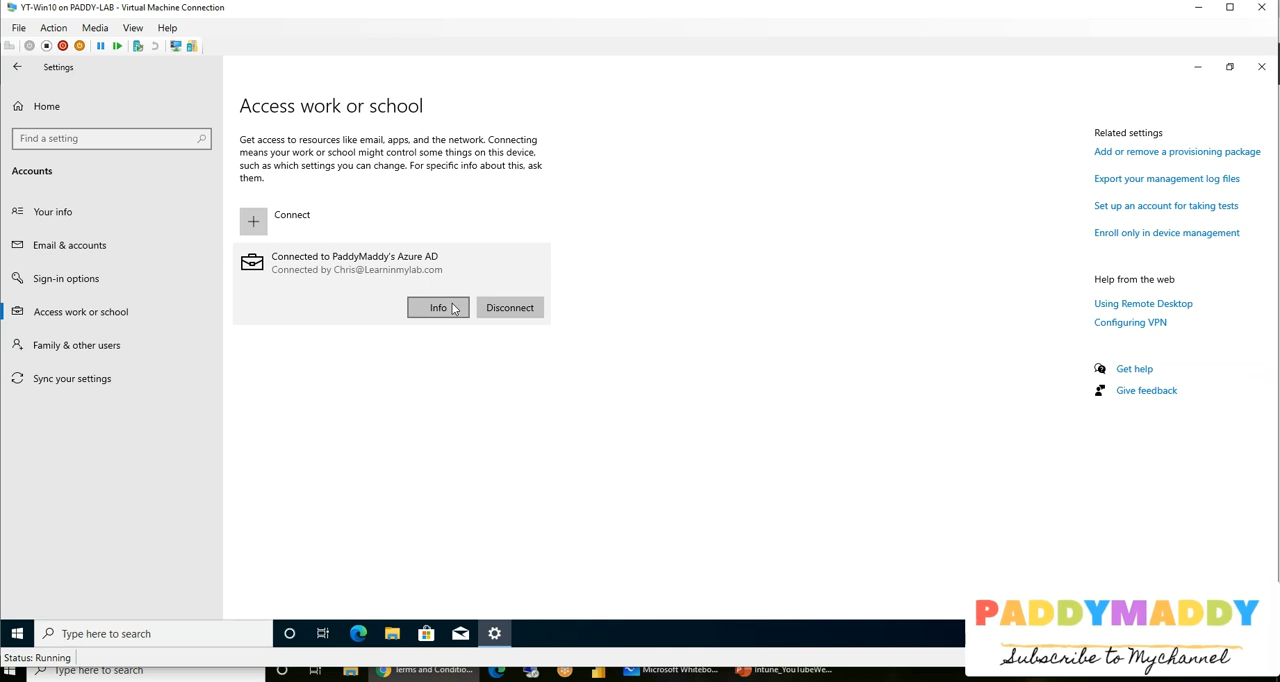 YT-Win10 on PADDY-LAB - Virtual Machine Connection
File Action Media View Help
Settings
Home
Find a setting
Accounts
Your info
Email & accounts
Sign-in options
Access work or school
Family & other users
Sync your settings
Access work or school
Get access to resources like email, apps, and the network. Connecting
means your work or school might control some things on this device,
such as which settings you can change. For specific info about this, ask
them.
Connect
Connected to PaddyMaddy's Azure AD
Connected by Chris@Learninmylab.com
Info Disconnect
Related settings
Add or remove a provisioning package
Export your management log files
Set up an account for taking tests
Enroll only in device management
Help from the web
Using Remote Desktop
Configuring VPN
Get help
Give feedback
PADDYMADDY
Subscribe to Mychannel
Type here to search
Status: Running
Type here to search Terms and Conditio... Microsoft Whitebo... Intune_YouTubeWe...